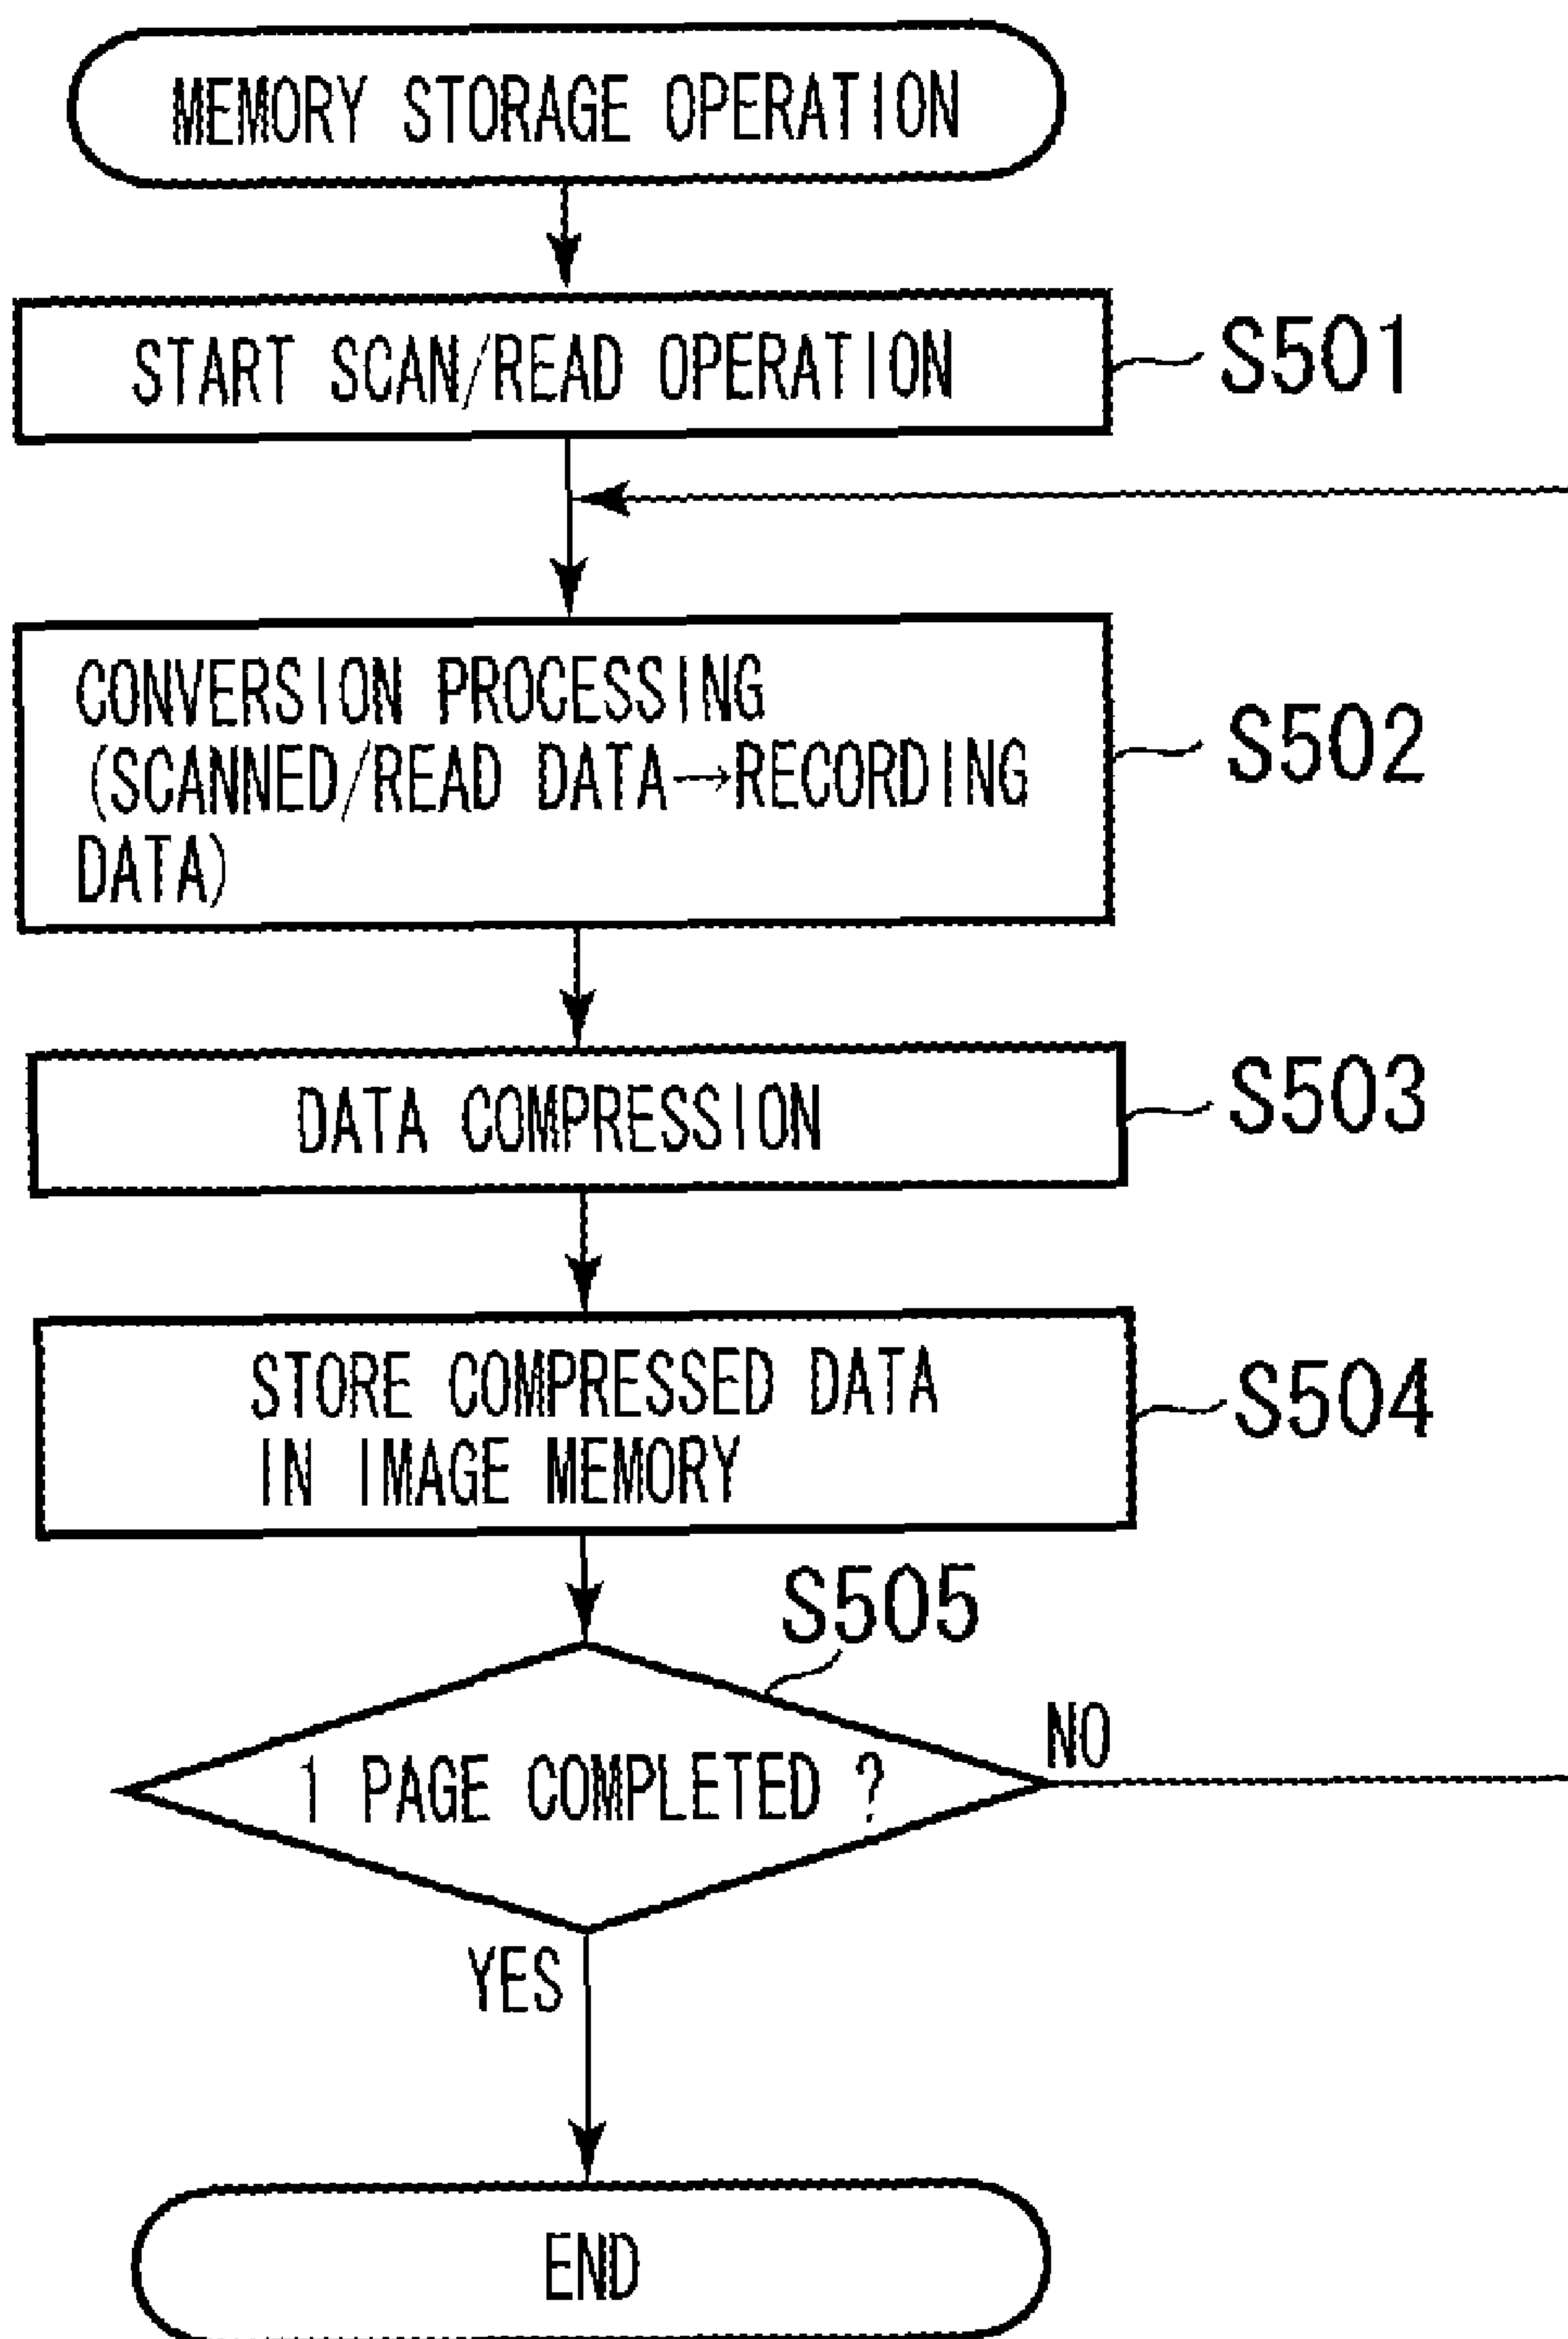 MEMORY STORAGE OPERATION
START SCAN/READ OPERATION
S501
CONVERSION PROCESSING
(SCANNED/READ DATA→RECORDING
DATA)
S502
DATA COMPRESSION
S503
STORE COMPRESSED DATA
IN IMAGE MEMORY
S504
S505
1 PAGE COMPLETED ?
NO
YES
END